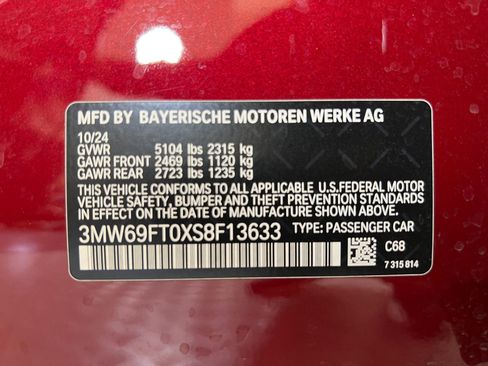 MFD BY BAYERISCHE MOTOREN WERKE AG
10/24
GVWR 5104 lbs 2315 kg
GAWR FRONT 2469 lbs 1120 kg
GAWR REAR 2723 lbs 1235 kg
THIS VEHICLE CONFORMS TO ALL APPLICABLE U.S.FEDERAL MOTOR
VEHICLE SAFETY, BUMPER, AND THEFT PREVENTION STANDARDS
IN EFFECT ON THE DATE OF MANUFACTURE SHOWN ABOVE.
3MW69FT0XS8F13633 TYPE: PASSENGER CAR
C68
7 315 814